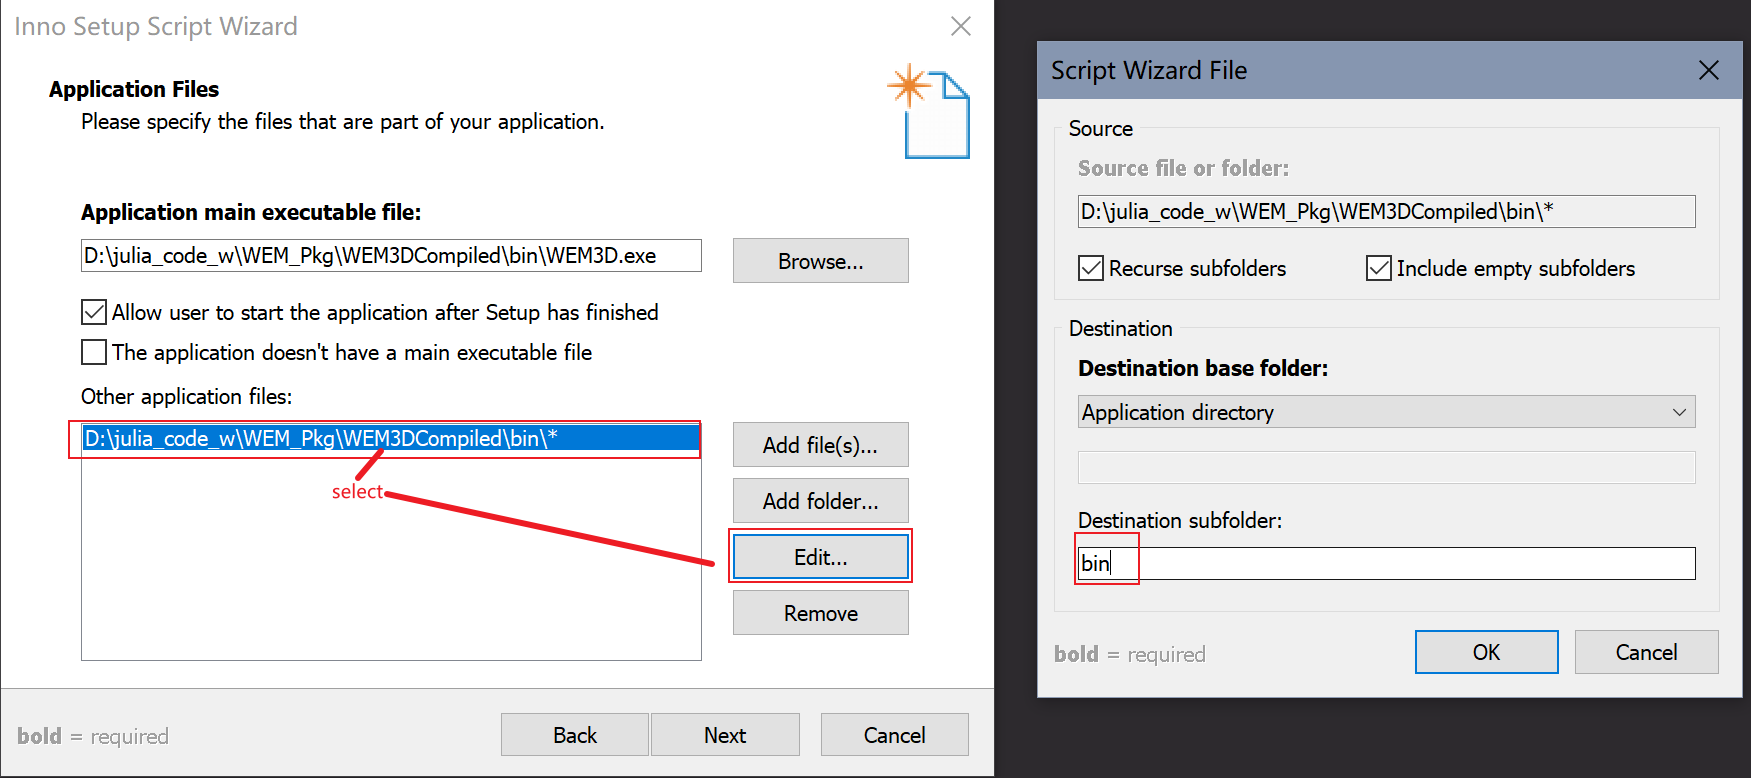 Inno Setup Script Wizard
Application Files
Please specify the files that are part of your application.
Application main executable file:
D:\julia_code_w\WEM_Pkg\WEM3DCompiled\bin\WEM3D.exe
Browse...
Allow user to start the application after Setup has finished
The application doesn't have a main executable file
Other application files:
D:\julia_code_w\WEM_Pkg\WEM3DCompiled\bin\*
select
Add file(s)...
Add folder...
Edit...
Remove
bold = required
Back
Next
Cancel
Script Wizard File
Source
Source file or folder:
D:\julia_code_w\WEM_Pkg\WEM3DCompiled\bin\*
Recurse subfolders
Include empty subfolders
Destination
Destination base folder:
Application directory
Destination subfolder:
bin
bold = required
OK
Cancel